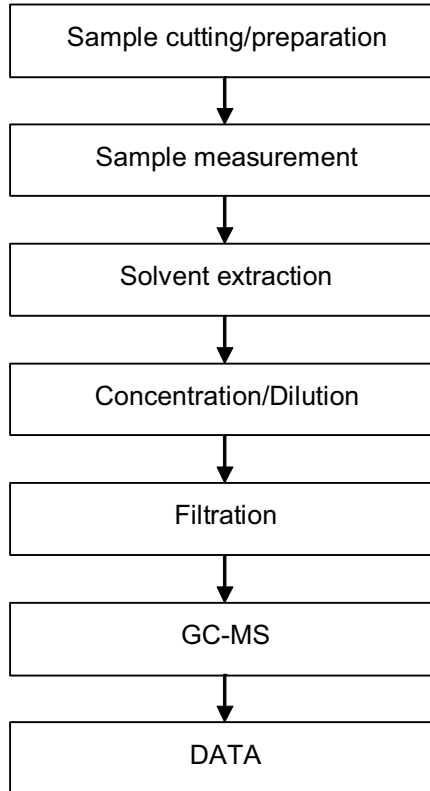 Sample cutting/preparation
Sample measurement
Solvent extraction
Concentration/Dilution
Filtration
GC-MS
DATA